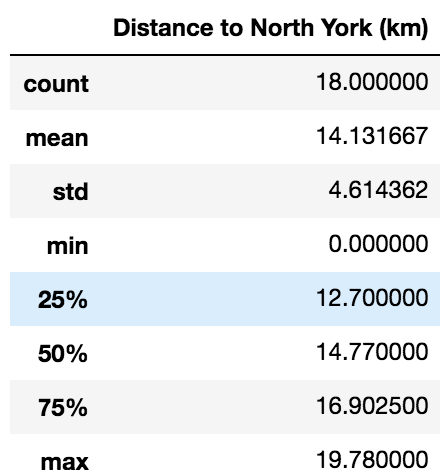 Distance to North York (km)
count 18.000000
mean 14.131667
std 4.614362
min 0.000000
25% 12.700000
50% 14.770000
75% 16.902500
max 19.780000